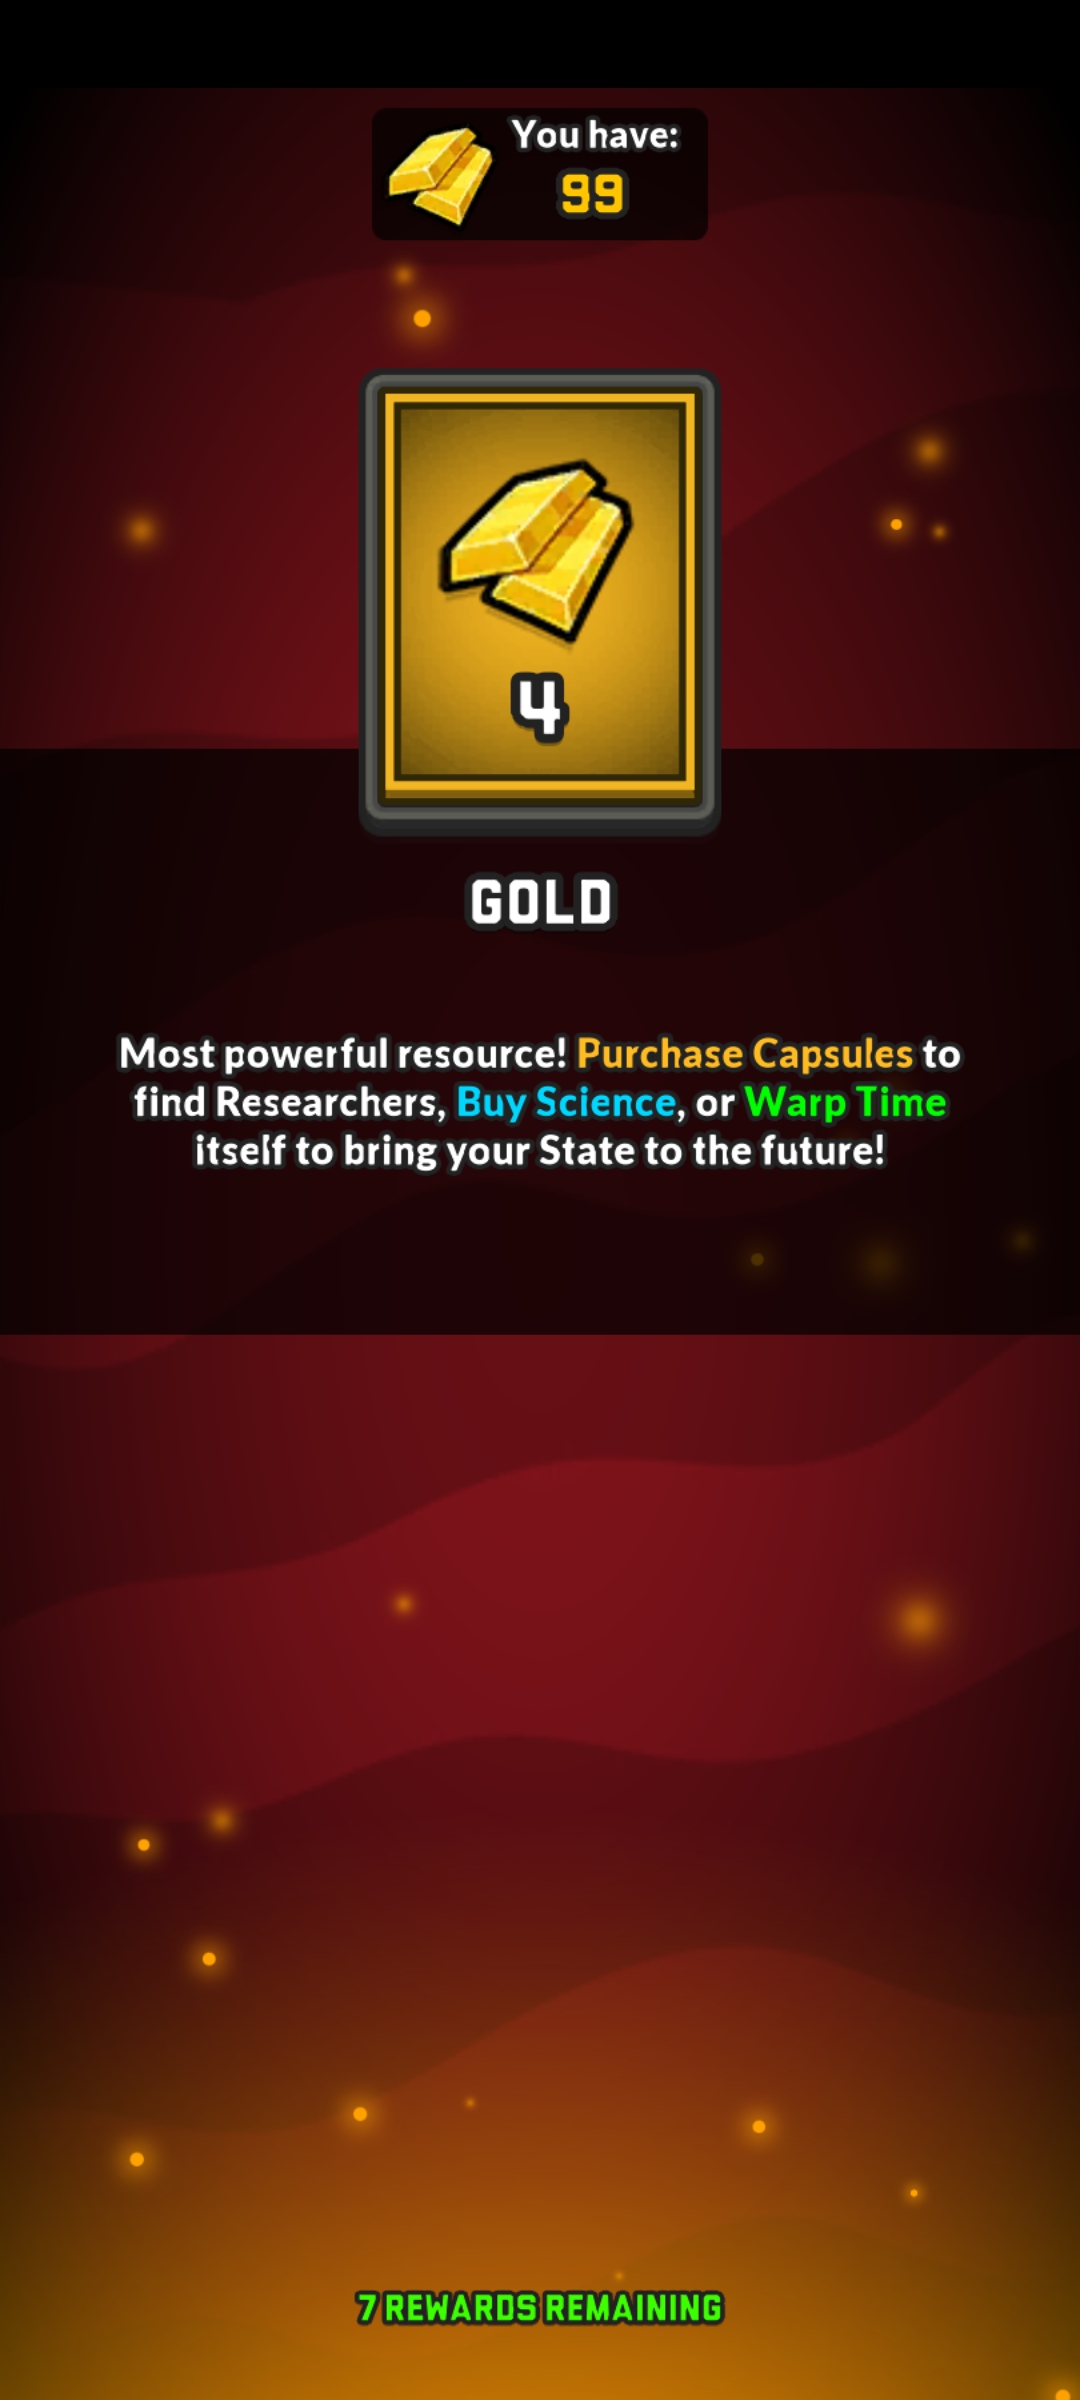 You have:
99
4
GOLD
Most powerful resource! Purchase Capsules to
find Researchers, Buy Science, or Warp Time
itself to bring your State to the future!
7 REWARDS REMAINING